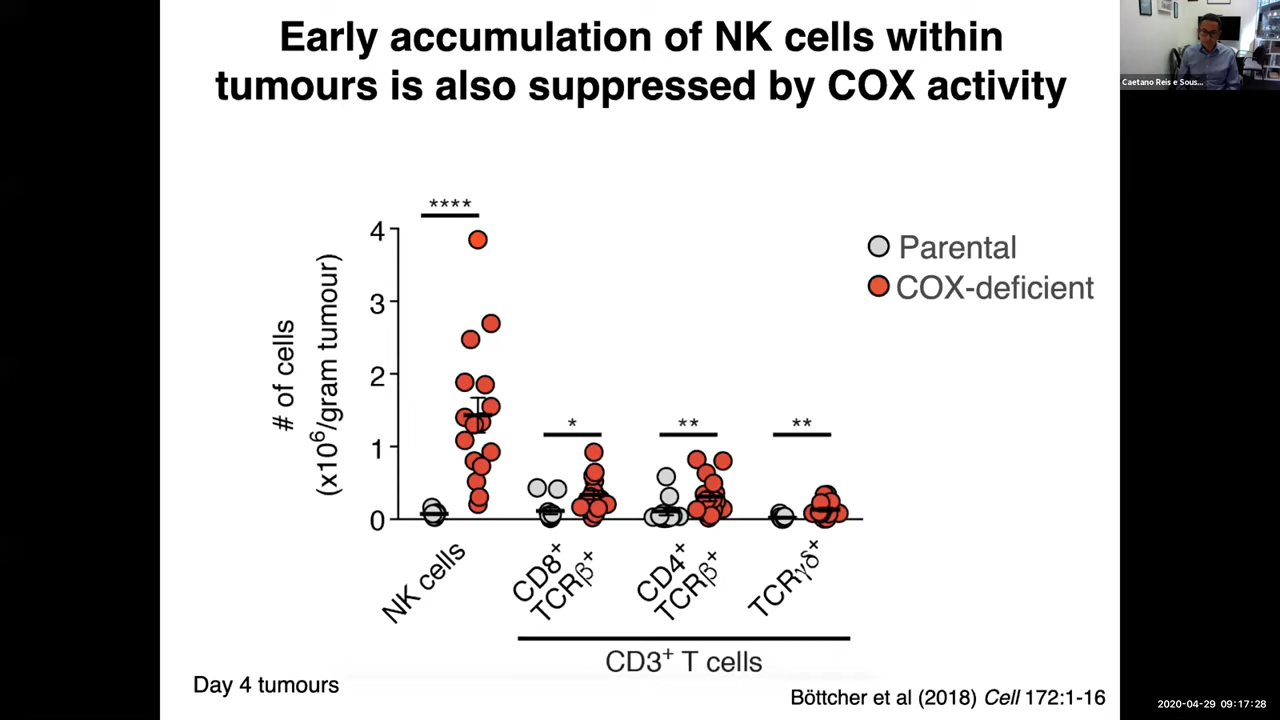 Early accumulation of NK cells within
tumours is also suppressed by COX activity
Caetano Reis e Sous...
****
Parental
COX-deficient
# of cells
(x10⁶/gram tumour)
4
3
2
1
0
*
**
**
NK cells
CD8⁺
TCRβ⁺
CD4⁺
TCRβ⁺
TCRγδ⁺
CD3⁺ T cells
Day 4 tumours
Böttcher et al (2018) Cell 172:1-16
2020-04-29 09:17:28